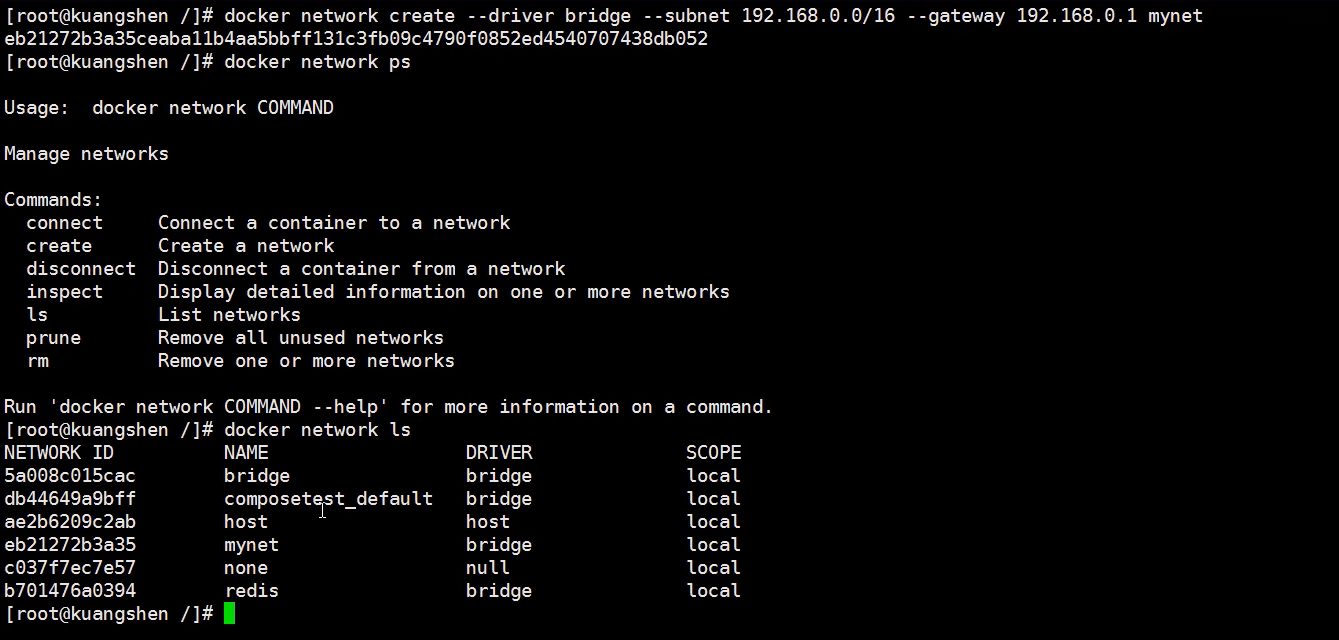 [root@kuangshen /]# docker network create --driver bridge --subnet 192.168.0.0/16 --gateway 192.168.0.1 mynet
eb21272b3a35ceaba11b4aa5bbff131c3fb09c4790f0852ed4540707438db052
[root@kuangshen /]# docker network ps
Usage:  docker network COMMAND
Manage networks
Commands:
  connect     Connect a container to a network
  create      Create a network
  disconnect  Disconnect a container from a network
  inspect     Display detailed information on one or more networks
  ls          List networks
  prune       Remove all unused networks
  rm          Remove one or more networks
Run 'docker network COMMAND --help' for more information on a command.
[root@kuangshen /]# docker network ls
NETWORK ID          NAME                  DRIVER              SCOPE
5a008c015cac        bridge                bridge              local
db44649a9bff        composetest_default   bridge              local
ae2b6209c2ab        host                  host                local
eb21272b3a35        mynet                 bridge              local
c037f7ec7e57        none                  null                local
b701476a0394        redis                 bridge              local
[root@kuangshen /]#